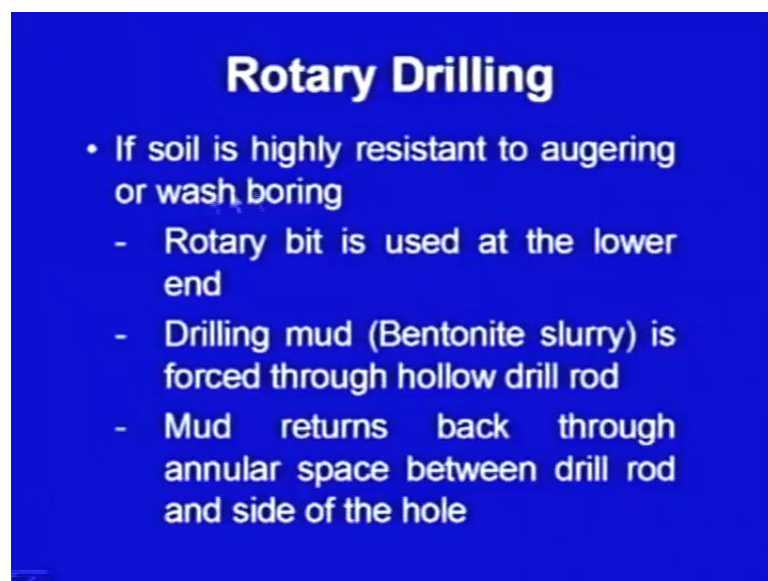 Rotary Drilling
• If soil is highly resistant to augering
or wash boring
- Rotary bit is used at the lower
end
- Drilling mud (Bentonite slurry) is
forced through hollow drill rod
- Mud returns back through
annular space between drill rod
and side of the hole